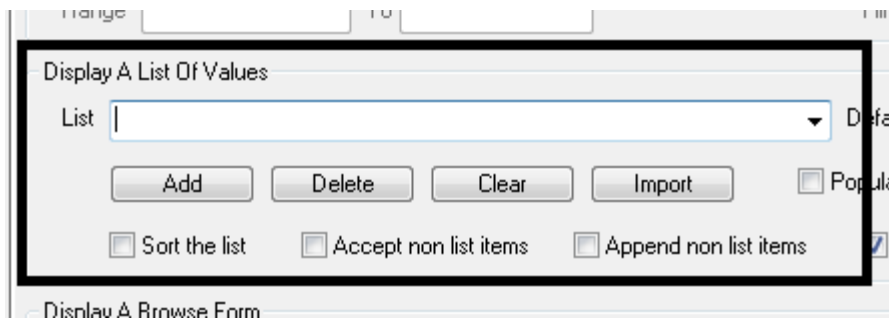 To
Display A List Of Values
List
Add Delete Clear Import
Sort the list Accept non list items Append non list items
Display A Browse Form